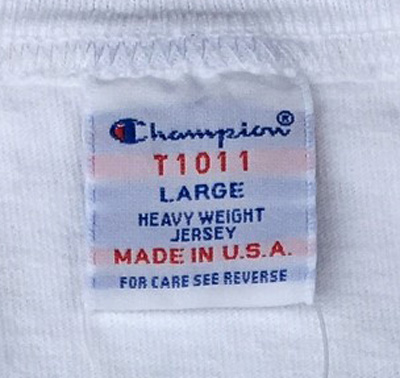 Champion®
T1011
LARGE
HEAVY WEIGHT
JERSEY
MADE IN U.S.A.
FOR CARE SEE REVERSE